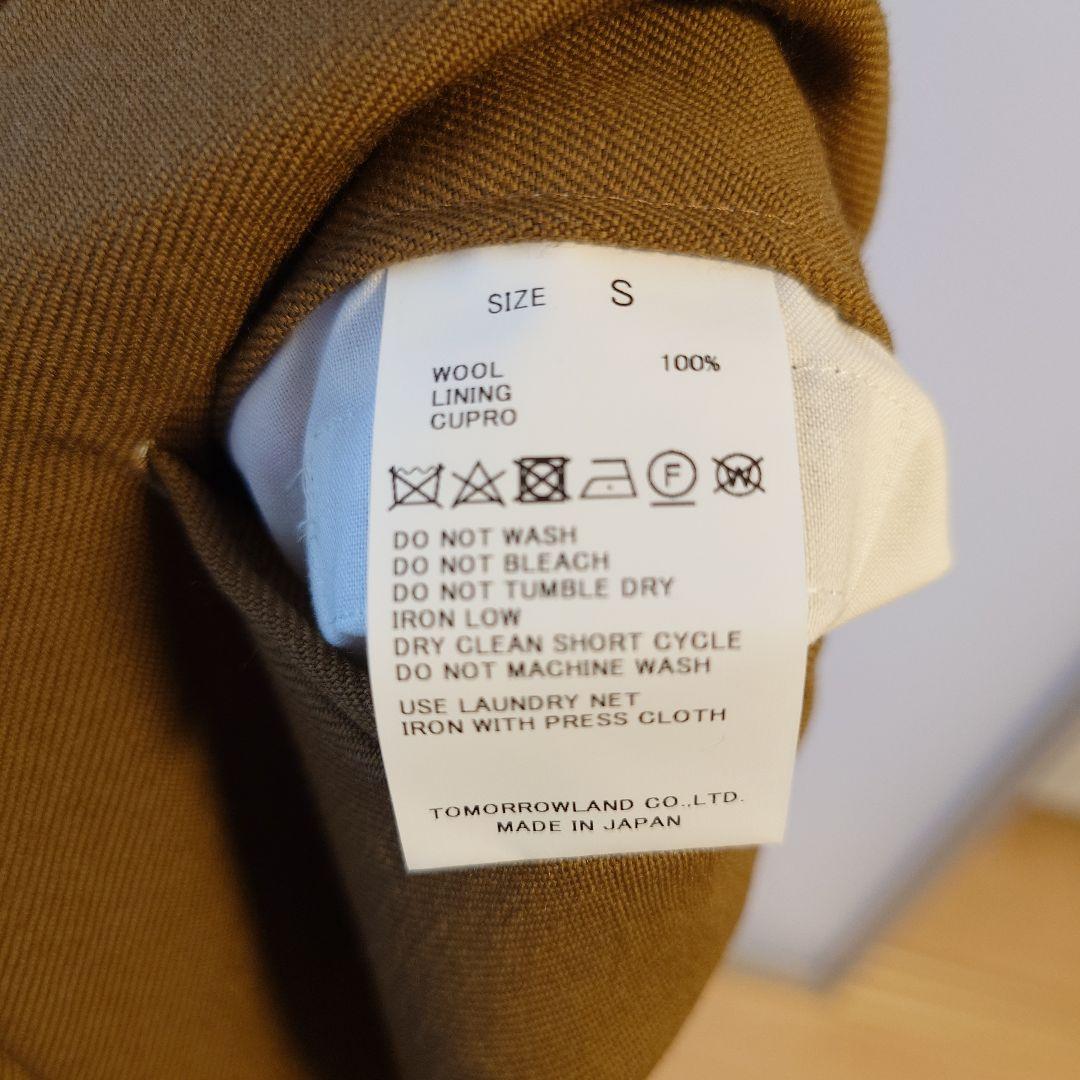 SIZE S
WOOL 100%
LINING
CUPRO
F W
DO NOT WASH
DO NOT BLEACH
DO NOT TUMBLE DRY
IRON LOW
DRY CLEAN SHORT CYCLE
DO NOT MACHINE WASH
USE LAUNDRY NET
IRON WITH PRESS CLOTH
TOMORROWLAND CO.,LTD.
MADE IN JAPAN